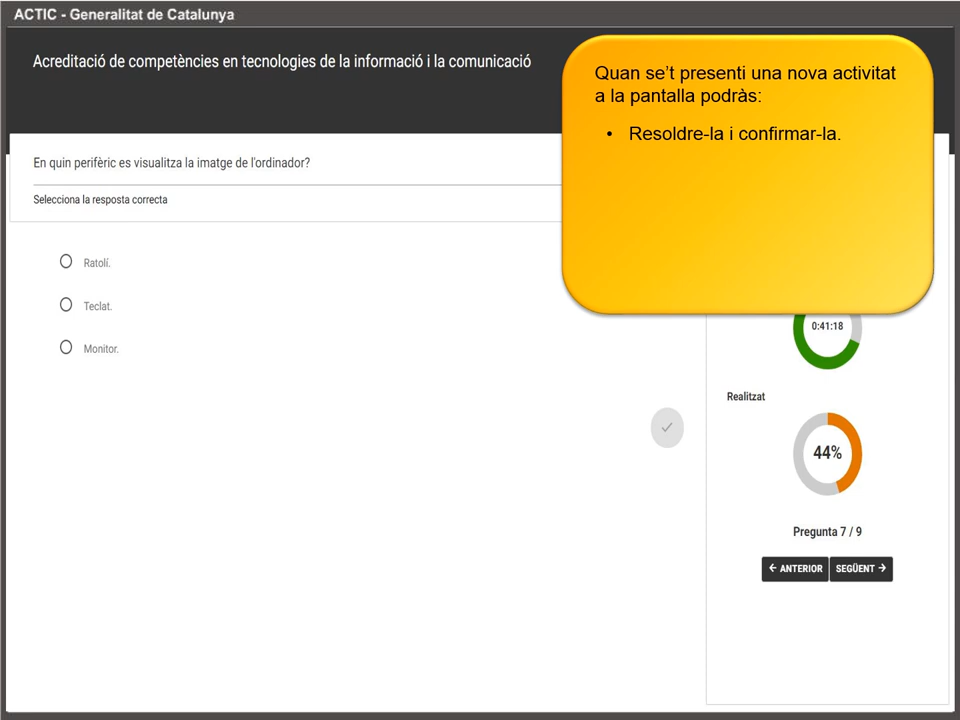 ACTIC - Generalitat de Catalunya
Acreditació de competències en tecnologies de la informació i la comunicació
Quan se't presenti una nova activitat
a la pantalla podràs:
• Resoldre-la i confirmar-la.
En quin perifèric es visualitza la imatge de l'ordinador?
Selecciona la resposta correcta
Ratolí.
Teclat.
Monitor.
0:41:18
Realitzat
44%
Pregunta 7 / 9
← ANTERIOR
SEGÜENT →